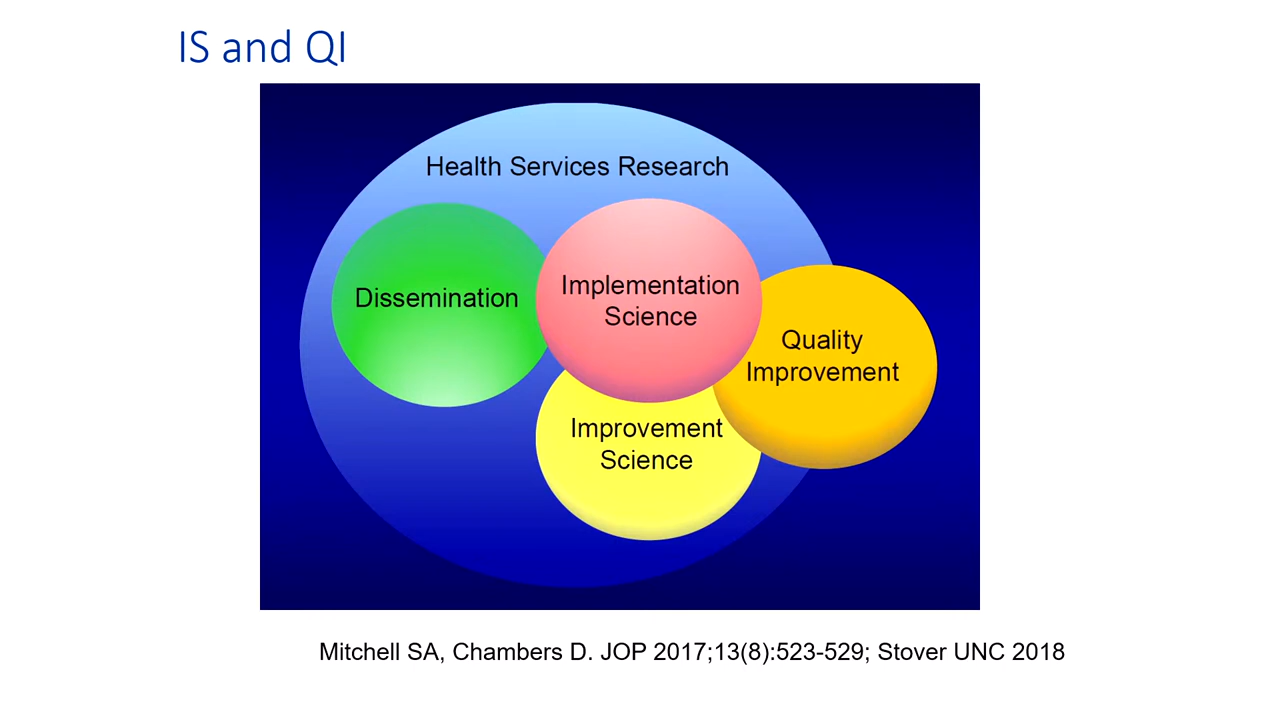 IS and QI
Health Services Research
Dissemination
Implementation
Science
Quality
Improvement
Improvement
Science
Mitchell SA, Chambers D. JOP 2017;13(8):523-529; Stover UNC 2018